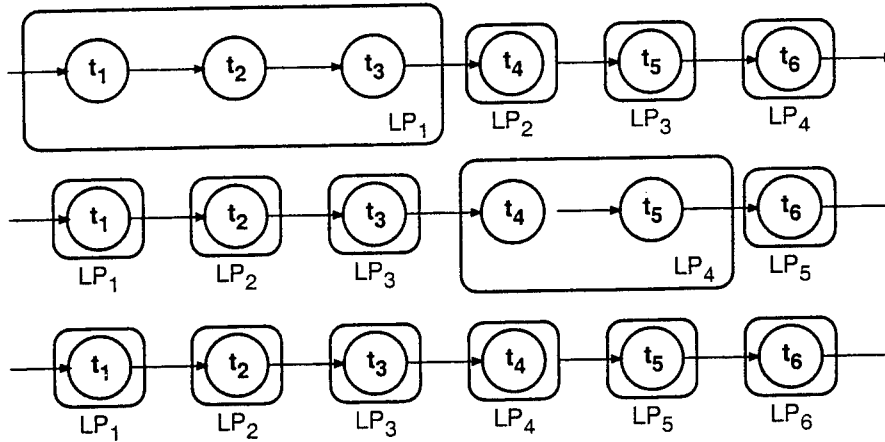 t1 t2 t3 t4 t5 t6
LP1 LP2 LP3 LP4
t1 t2 t3 t4 t5 t6
LP1 LP2 LP3 LP4 LP5
t1 t2 t3 t4 t5 t6
LP1 LP2 LP3 LP4 LP5 LP6